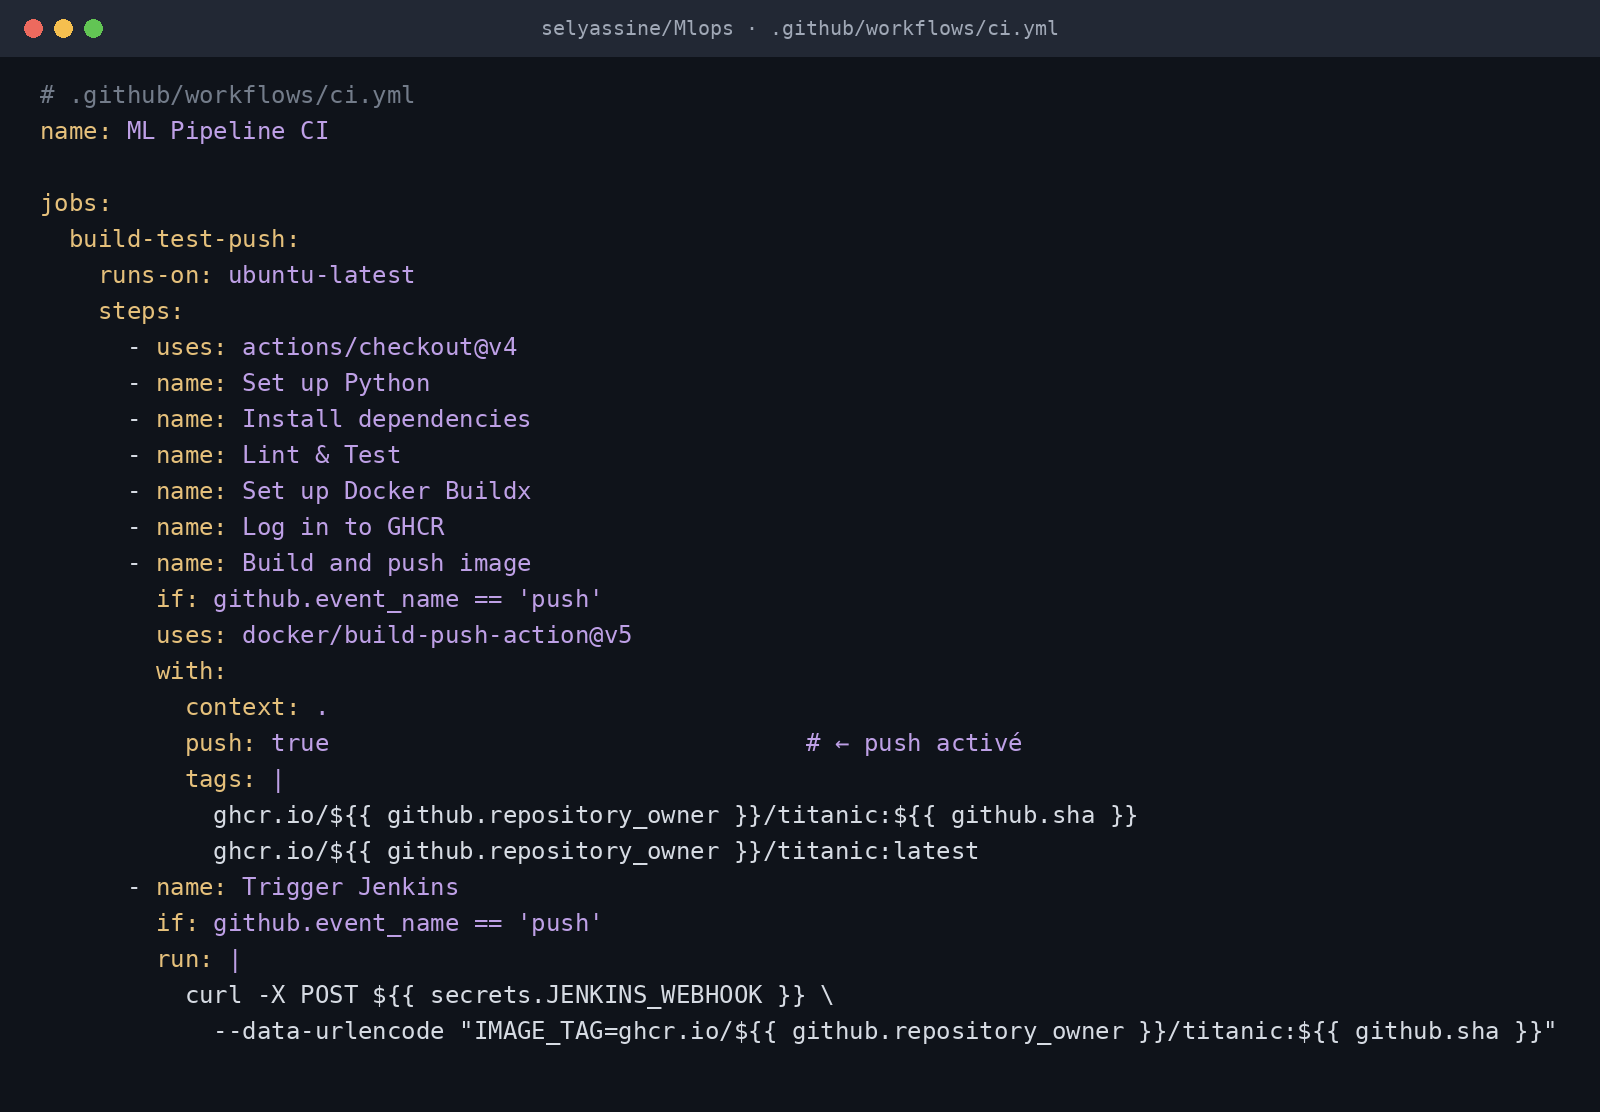 selyassine/Mlops · .github/workflows/ci.yml
# .github/workflows/ci.yml
name: ML Pipeline CI

jobs:
  build-test-push:
    runs-on: ubuntu-latest
    steps:
      - uses: actions/checkout@v4
      - name: Set up Python
      - name: Install dependencies
      - name: Lint & Test
      - name: Set up Docker Buildx
      - name: Log in to GHCR
      - name: Build and push image
        if: github.event_name == 'push'
        uses: docker/build-push-action@v5
        with:
          context: .
          push: true                                 # ← push activé
          tags: |
            ghcr.io/${{ github.repository_owner }}/titanic:${{ github.sha }}
            ghcr.io/${{ github.repository_owner }}/titanic:latest
      - name: Trigger Jenkins
        if: github.event_name == 'push'
        run: |
          curl -X POST ${{ secrets.JENKINS_WEBHOOK }} \
            --data-urlencode "IMAGE_TAG=ghcr.io/${{ github.repository_owner }}/titanic:${{ github.sha }}"